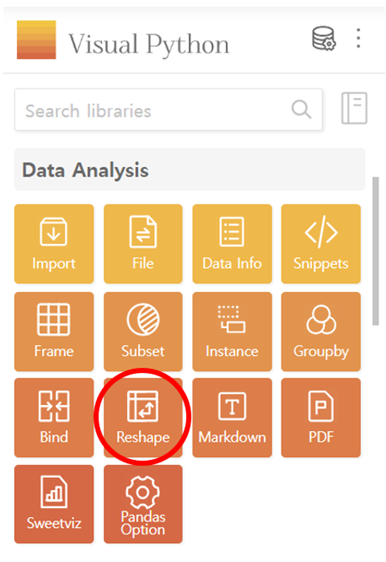 Visual Python
Search libraries
Data Analysis
Import
File
Data Info
Snippets
Frame
Subset
Instance
Groupby
Bind
Reshape
Markdown
PDF
Sweetviz
Pandas
Option